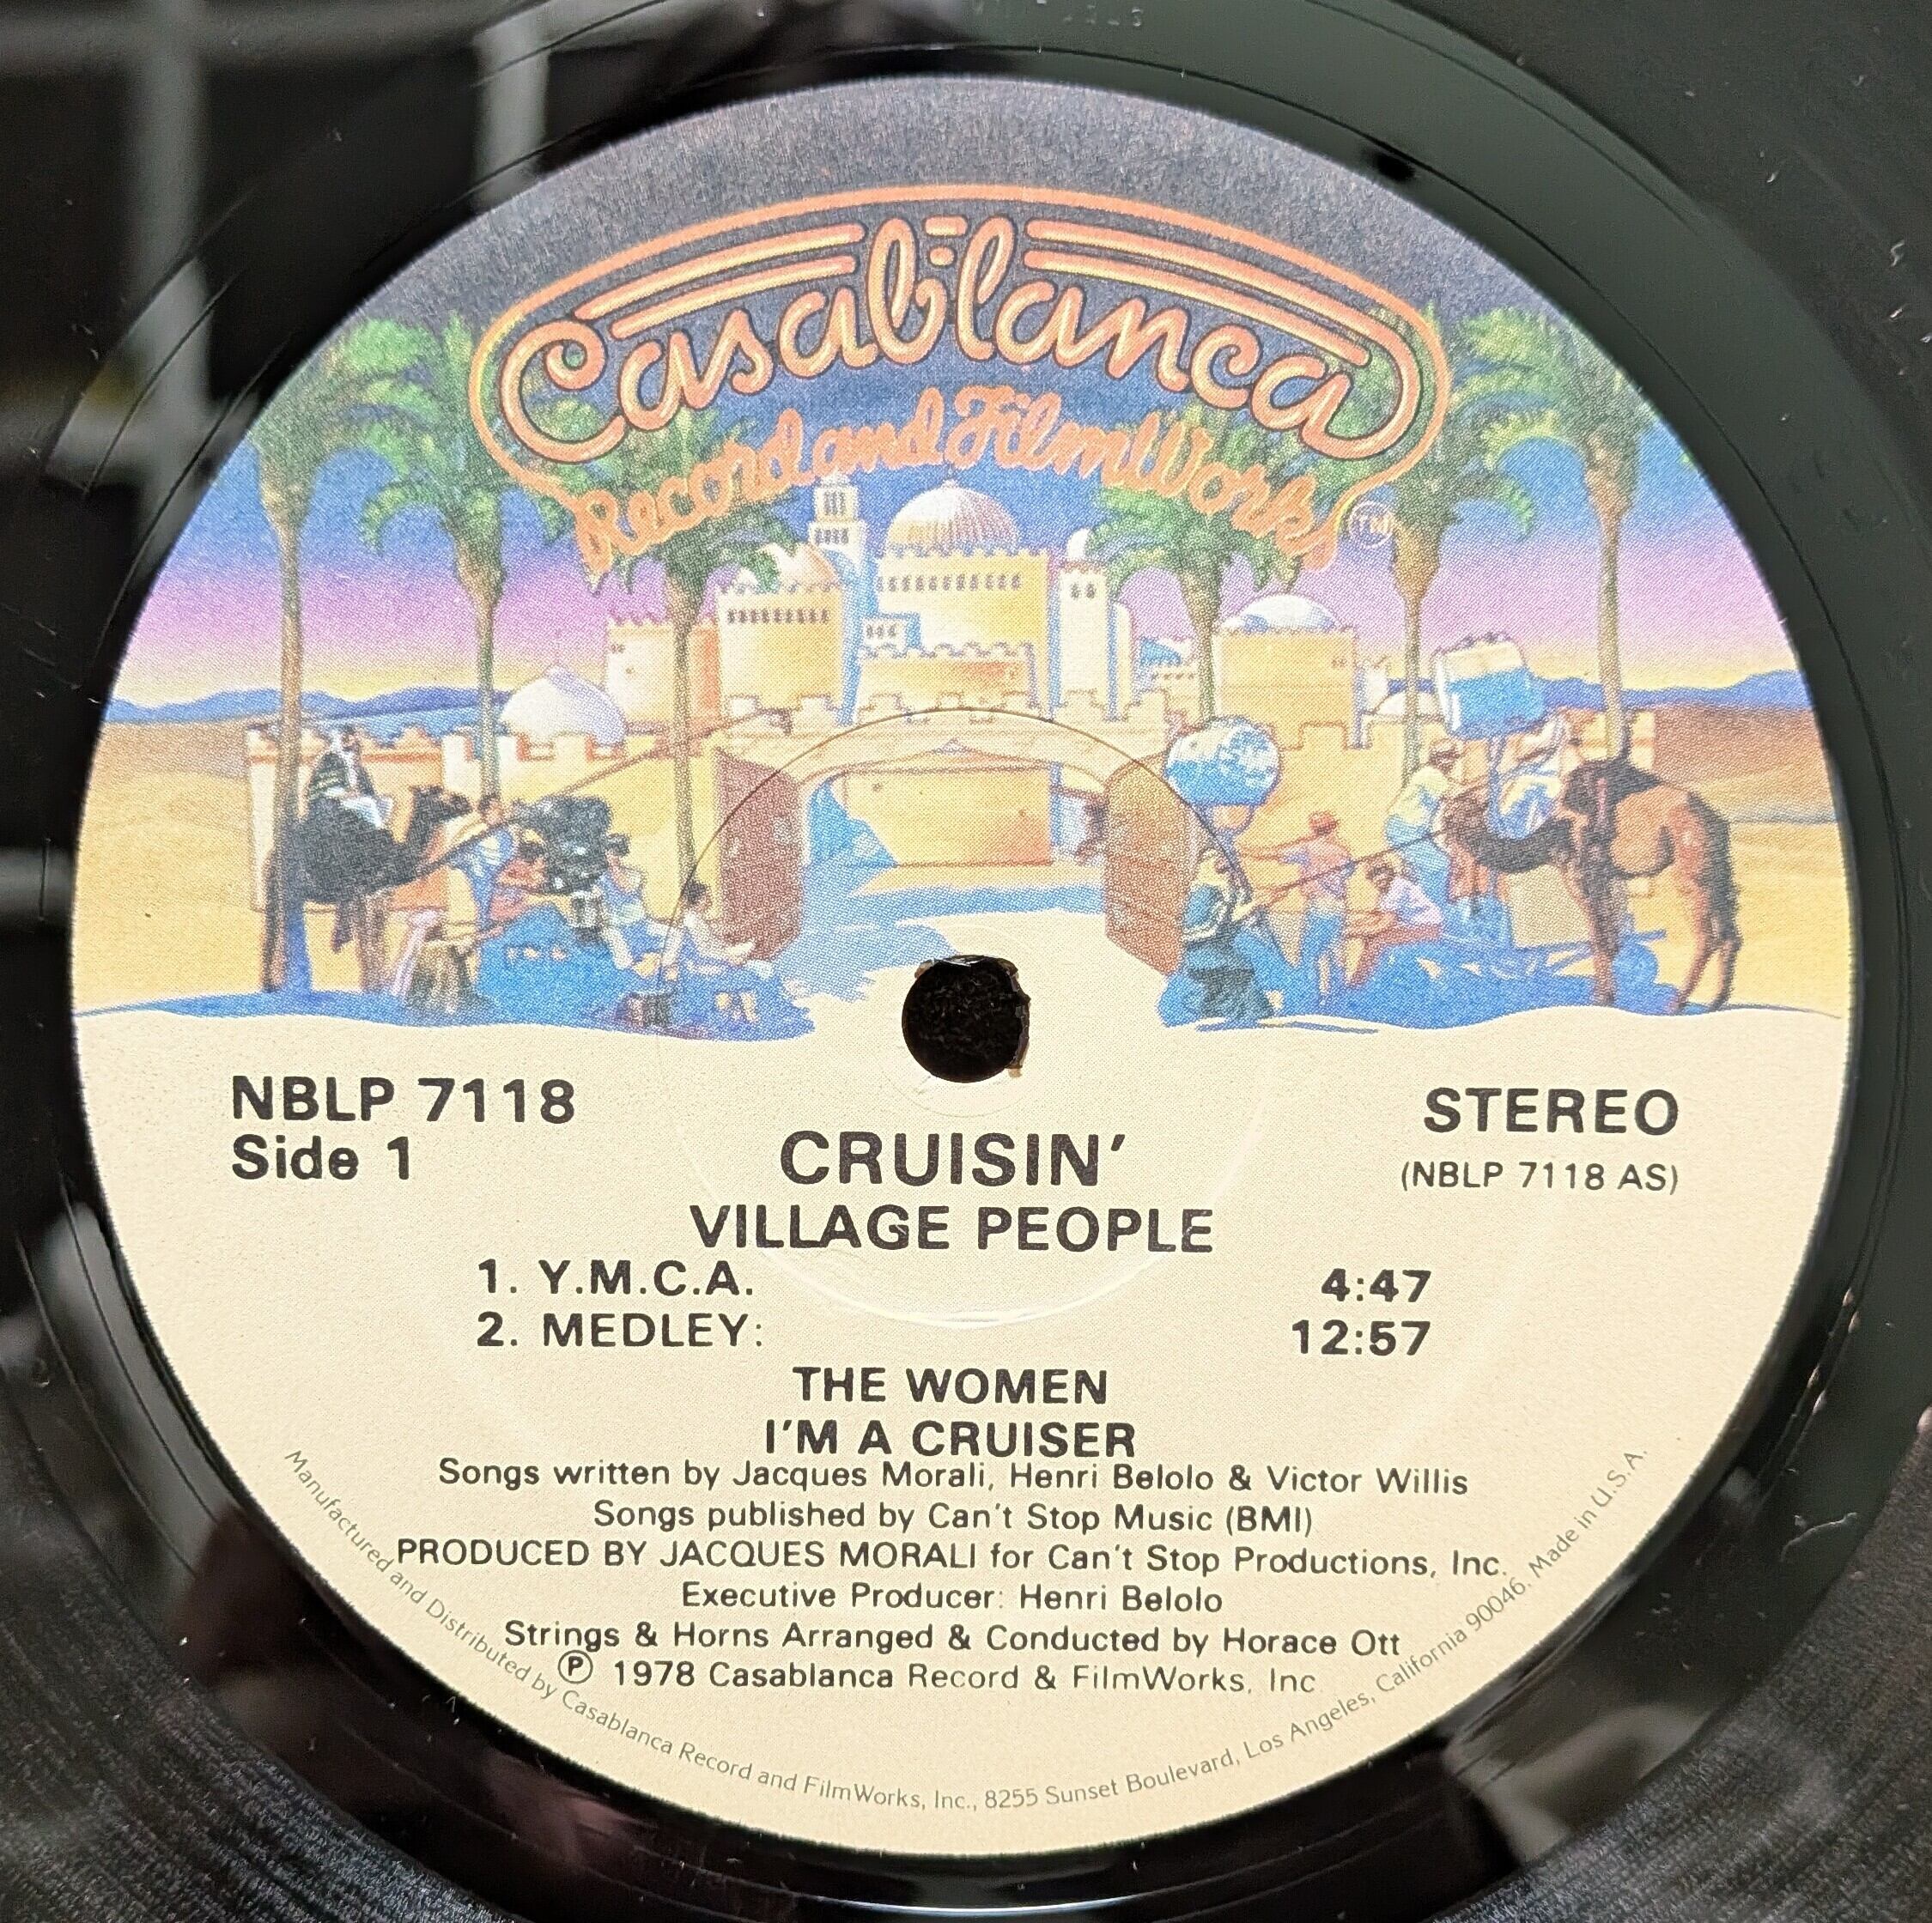 Casablanca
Record and FilmWorks
TM
NBLP 7118
Side 1
STEREO
(NBLP 7118 AS)
CRUISIN'
VILLAGE PEOPLE
1. Y.M.C.A. 4:47
2. MEDLEY: 12:57
THE WOMEN
I'M A CRUISER
Songs written by Jacques Morali, Henri Belolo & Victor Willis
Songs published by Can't Stop Music (BMI)
PRODUCED BY JACQUES MORALI for Can't Stop Productions, Inc.
Executive Producer: Henri Belolo
Strings & Horns Arranged & Conducted by Horace Ott
Ⓟ 1978 Casablanca Record & FilmWorks, Inc
Manufactured and Distributed by Casablanca Record and FilmWorks, Inc., 8255 Sunset Boulevard, Los Angeles, California 90046. Made in U.S.A.